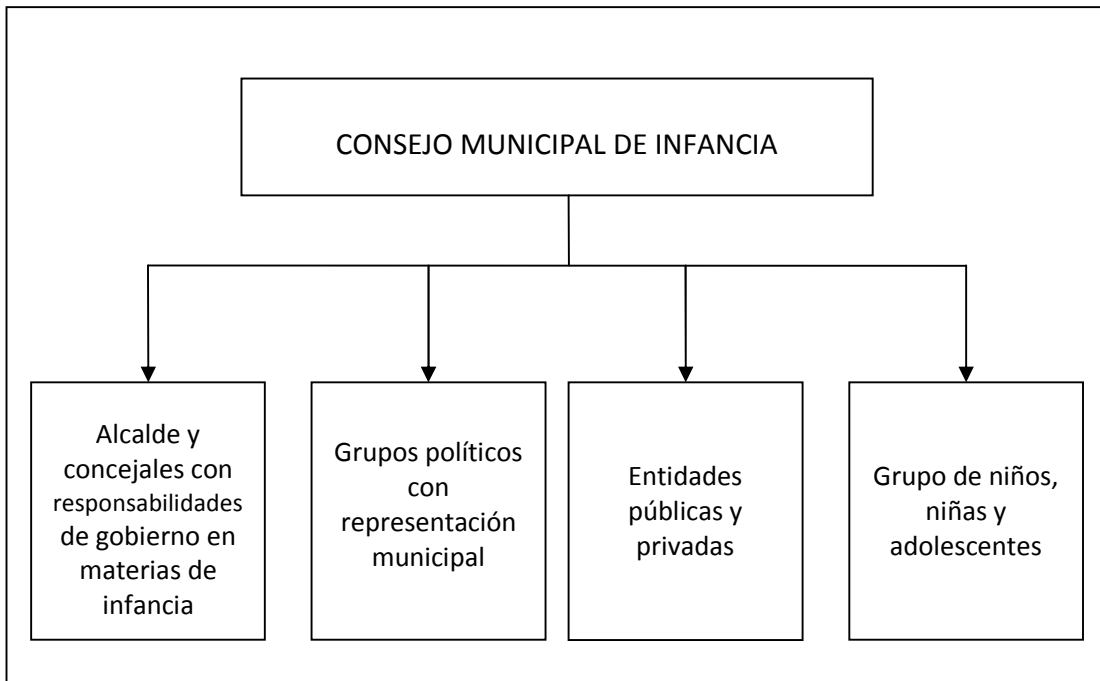 CONSEJO MUNICIPAL DE INFANCIA
Alcalde y
concejales con
responsabilidades
de gobierno en
materias de
infancia
Grupos políticos
con
representación
municipal
Entidades
públicas y
privadas
Grupo de niños,
niñas y
adolescentes